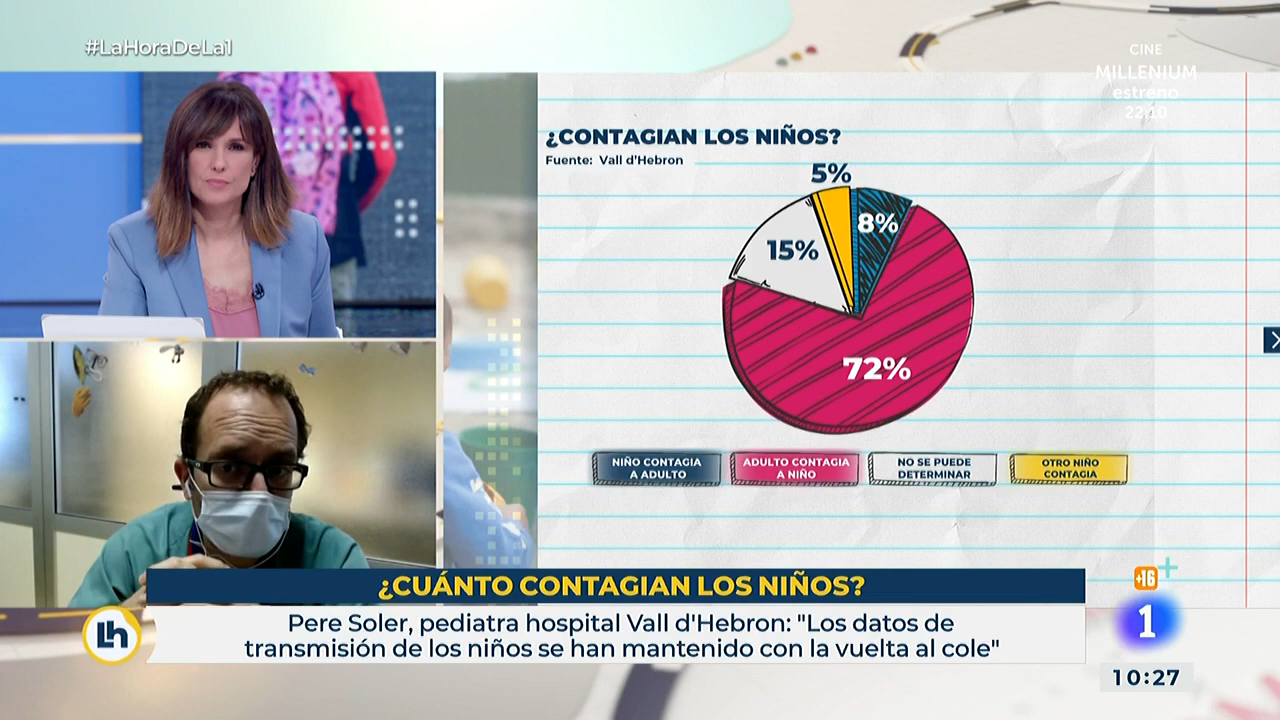 #LaHoraDeLa1
CINE
MILLENIUM
estreno
22:10
¿CONTAGIAN LOS NIÑOS?
Fuente: Vall d'Hebron
5%
8%
15%
72%
NIÑO CONTAGIA
A ADULTO
ADULTO CONTAGIA
A NIÑO
NO SE PUEDE
DETERMINAR
OTRO NIÑO
CONTAGIA
¿CUÁNTO CONTAGIAN LOS NIÑOS?
Lh
Pere Soler, pediatra hospital Vall d'Hebron: "Los datos de
transmisión de los niños se han mantenido con la vuelta al cole"
+16
1
10:27